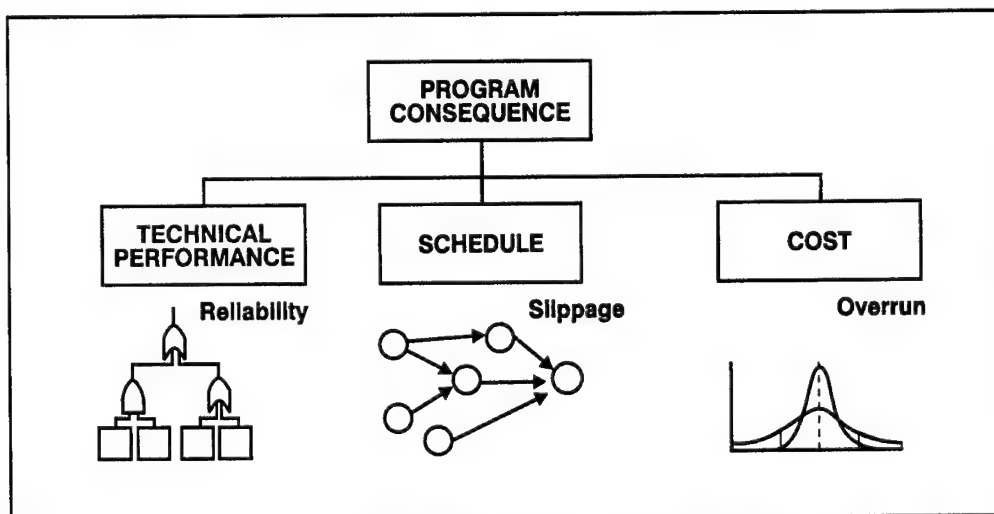 PROGRAM
CONSEQUENCE
TECHNICAL
PERFORMANCE
SCHEDULE
COST
Reliability
Slippage
Overrun